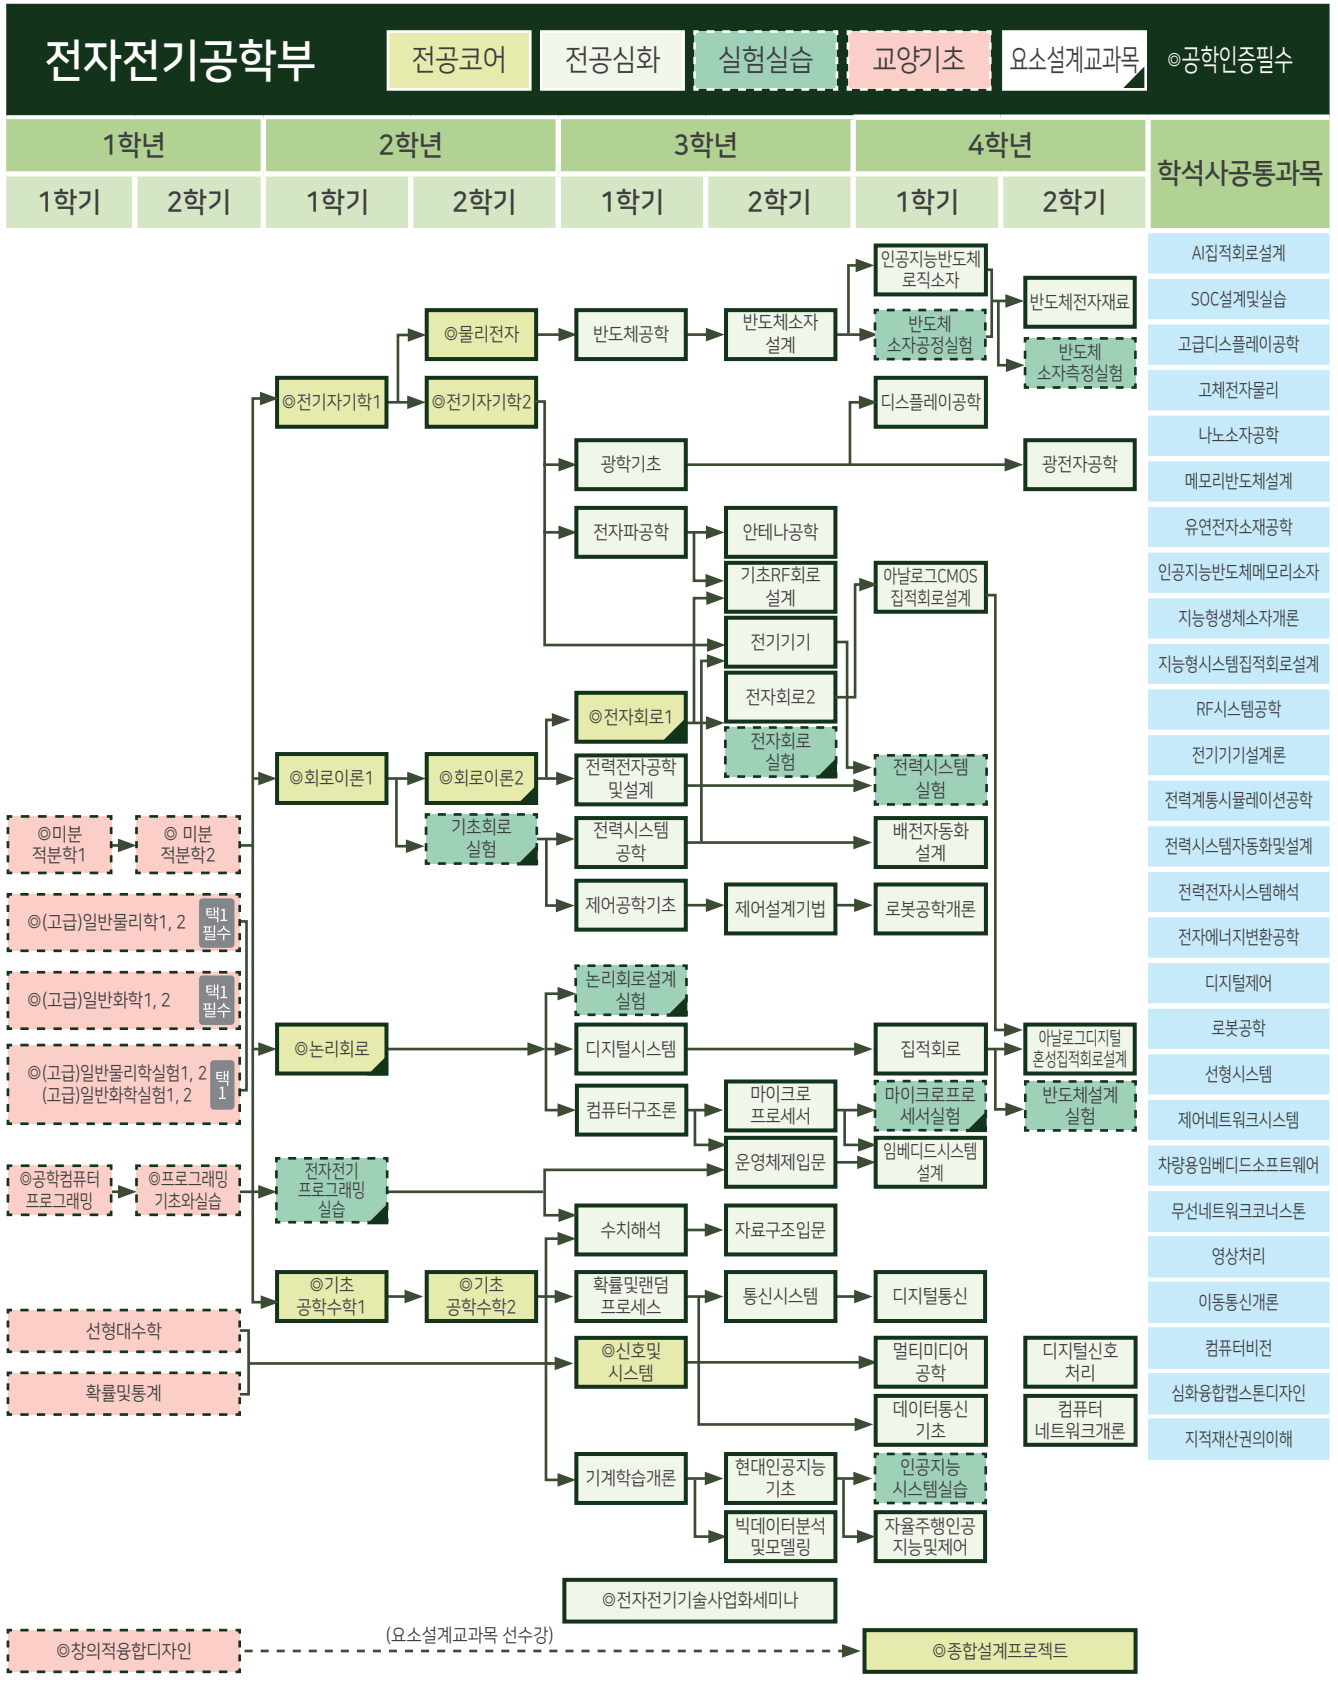 전자전기공학부
전공코어
전공심화
실험실습
교양기초
요소설계교과목
◎공학인증필수
1학년
2학년
3학년
4학년
학석사공통과목
1학기
2학기
1학기
2학기
1학기
2학기
1학기
2학기
◎미분
적분학1
◎(고급)일반물리학1, 2
택1
필수
◎(고급)일반화학1, 2
택1
필수
◎(고급)일반물리학실험1, 2
(고급)일반화학실험1, 2
택
1
◎공학컴퓨터
프로그래밍
선형대수학
확률및통계
◎창의적융합디자인
◎ 미분
적분학2
◎프로그래밍
기초와실습
◎전기자기학1
◎회로이론1
◎논리회로
전자전기
프로그래밍
실습
◎기초
공학수학1
◎물리전자
◎전기자기학2
◎회로이론2
기초회로
실험
◎기초
공학수학2
(요소설계교과목 선수강)
반도체공학
광학기초
전자파공학
◎전자회로1
전력전자공학
및설계
전력시스템
공학
제어공학기초
논리회로설계
실험
디지털시스템
컴퓨터구조론
수치해석
확률및랜덤
프로세스
◎신호및
시스템
기계학습개론
◎전자전기기술사업화세미나
반도체소자
설계
안테나공학
기초RF회로
설계
전기기기
전자회로2
전자회로
실험
제어설계기법
마이크로
프로세서
운영체제입문
자료구조입문
통신시스템
현대인공지능
기초
빅데이터분석
및모델링
인공지능반도체
로직소자
반도체
소자공정실험
디스플레이공학
아날로그CMOS
집적회로설계
전력시스템
실험
배전자동화
설계
로봇공학개론
집적회로
마이크로프로
세서실험
임베디드시스템
설계
디지털통신
멀티미디어
공학
데이터통신
기초
인공지능
시스템실습
자율주행인공
지능및제어
◎종합설계프로젝트
반도체전자재료
반도체
소자측정실험
광전자공학
아날로그디지털
혼성집적회로설계
반도체설계
실험
디지털신호
처리
컴퓨터
네트워크개론
AI집적회로설계
SOC설계및실습
고급디스플레이공학
고체전자물리
나노소자공학
메모리반도체설계
유연전자소재공학
인공지능반도체메모리소자
지능형생체소자개론
지능형시스템집적회로설계
RF시스템공학
전기기기설계론
전력계통시뮬레이션공학
전력시스템자동화및설계
전력전자시스템해석
전자에너지변환공학
디지털제어
로봇공학
선형시스템
제어네트워크시스템
차량용임베디드소프트웨어
무선네트워크코너스톤
영상처리
이동통신개론
컴퓨터비전
심화융합캡스톤디자인
지적재산권의이해